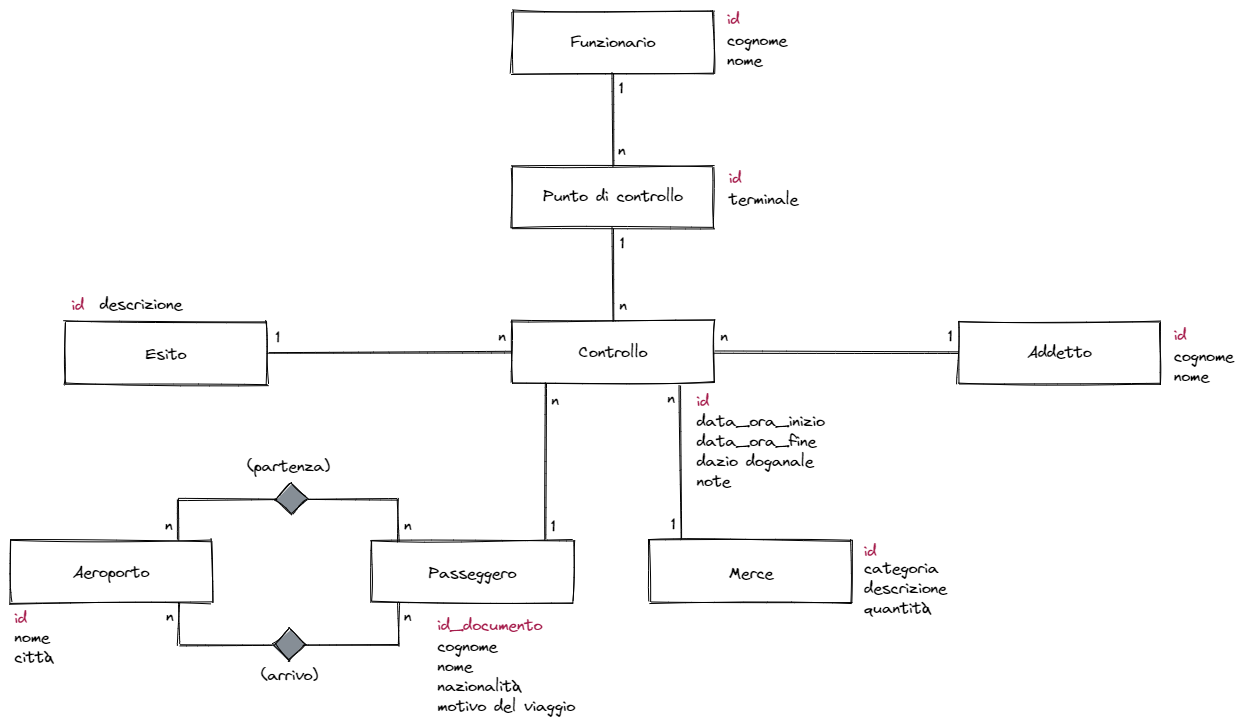 Funzionario
id
cognome
nome
1
n
Punto di controllo
id
terminale
1
n
id descrizione
Esito
1
n
Controllo
n
1
Addetto
id
cognome
nome
n
n
id
data_ora_inizio
data_ora_fine
dazio doganale
note
(partenza)
n
n
1
1
Aeroporto
Passeggero
Merce
id
categoria
descrizione
quantità
id
nome
città
n
n
(arrivo)
id_documento
cognome
nome
nazionalità
motivo del viaggio